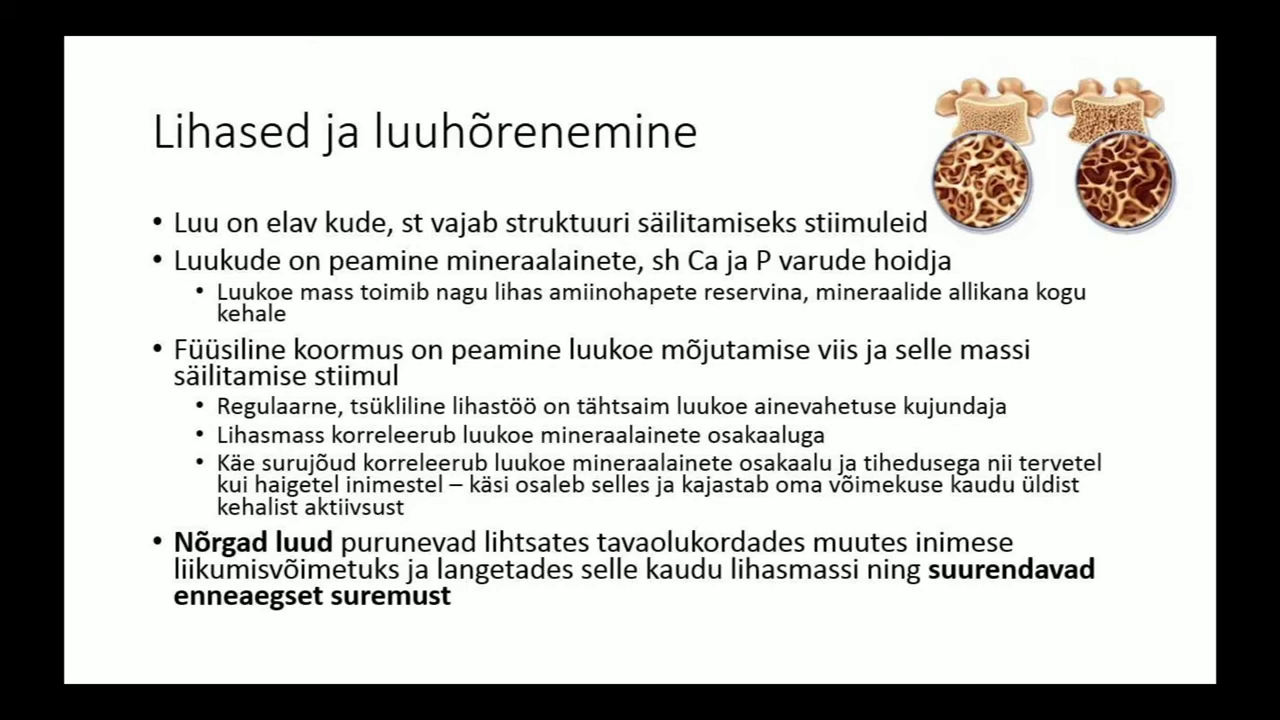 Lihased ja luuhõrenemine
• Luu on elav kude, st vajab struktuuri säilitamiseks stiimuleid
• Luukude on peamine mineraalainete, sh Ca ja P varude hoidja
• Luukoe mass toimib nagu lihas amiinohapete reservina, mineraalide allikana kogu
kehale
• Füüsiline koormus on peamine luukoe mõjutamise viis ja selle massi
säilitamise stiimul
• Regulaarne, tsükliline lihastöö on tähtsaim luukoe ainevahetuse kujundaja
• Lihasmass korreleerub luukoe mineraalainete osakaaluga
• Käe surujõud korreleerub luukoe mineraalainete osakaalu ja tihedusega nii tervetel
kui haigetel inimestel – käsi osaleb selles ja kajastab oma võimekuse kaudu üldist
kehalist aktiivsust
• Nõrgad luud purunevad lihtsates tavaolukordades muutes inimese
liikumisvõimetuks ja langetades selle kaudu lihasmassi ning suurendavad
enneaegset suremust